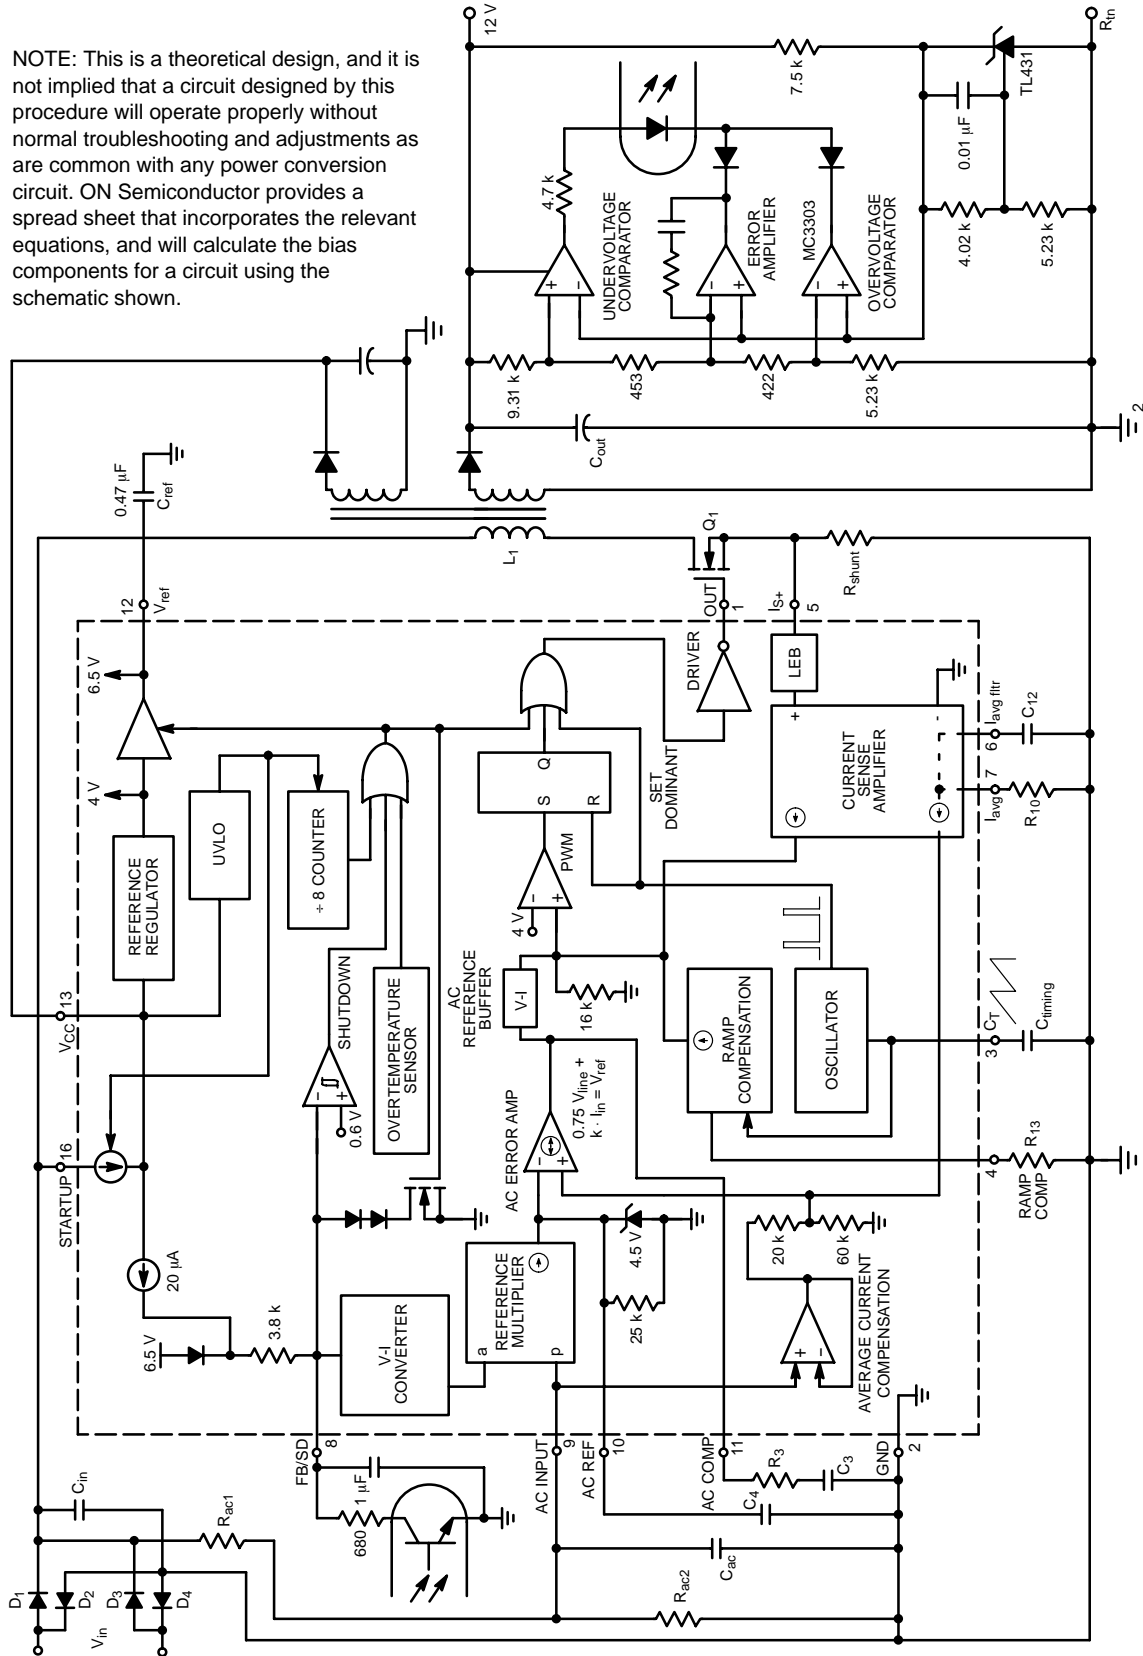 NOTE: This is a theoretical design, and it is
not implied that a circuit designed by this
procedure will operate properly without
normal troubleshooting and adjustments as
are common with any power conversion
circuit. ON Semiconductor provides a
spread sheet that incorporates the relevant
equations, and will calculate the bias
components for a circuit using the
schematic shown.
12 V
Rtn
7.5 k
TL431
0.01 µF
4.02 k
5.23 k
4.7 k
UNDERVOLTAGE
COMPARATOR
ERROR
AMPLIFIER
MC3303
OVERVOLTAGE
COMPARATOR
+
−
−
+
−
+
9.31 k
453
422
5.23 k
Cout
2
0.47 µF
Cref
L1
Q1
Rshunt
12
Vref
OUT
1
IS+
5
6.5 V
4 V
REFERENCE
REGULATOR
UVLO
÷ 8 COUNTER
DRIVER
LEB
SET
DOMINANT
S
Q
R
+
CURRENT
SENSE
AMPLIFIER
Iavg fltr
6
C12
7
Iavg
R10
PWM
4 V
−
+
13
VCC
16
STARTUP
SHUTDOWN
−
+
0.6 V
OVERTEMPERATURE
SENSOR
AC
REFERENCE
BUFFER
V-I
16 k
RAMP
COMPENSATION
OSCILLATOR
3
CT
Ctiming
AC ERROR AMP
−
+
0.75 Vline +
k · Iin = Vref
4
RAMP
COMP
R13
20 µA
6.5 V
3.8 k
V-I
CONVERTER
a
REFERENCE
MULTIPLIER
p
4.5 V
25 k
20 k
60 k
+
−
AVERAGE CURRENT
COMPENSATION
FB/SD
8
AC INPUT
9
AC REF
10
AC COMP
11
GND
2
Cin
Rac1
1 µF
680
R3
C3
C4
Cac
Rac2
D1
D2
D3
D4
Vin